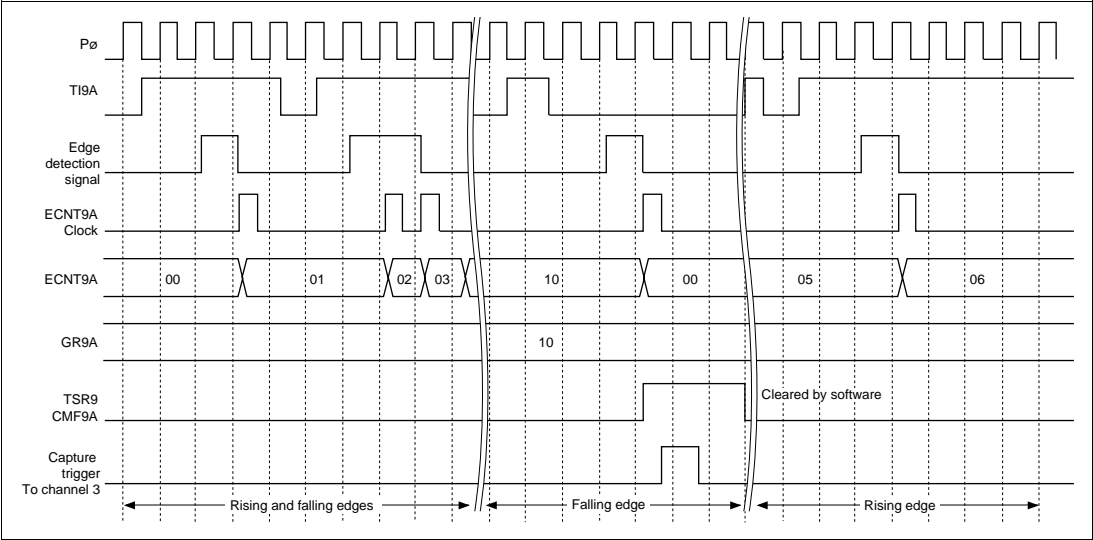 Pø
TI9A
Edge
detection
signal
ECNT9A
Clock
ECNT9A 00 01 02 03 10 00 05 06
GR9A 10
TSR9
CMF9A
Cleared by software
Capture
trigger
To channel 3
Rising and falling edges Falling edge Rising edge